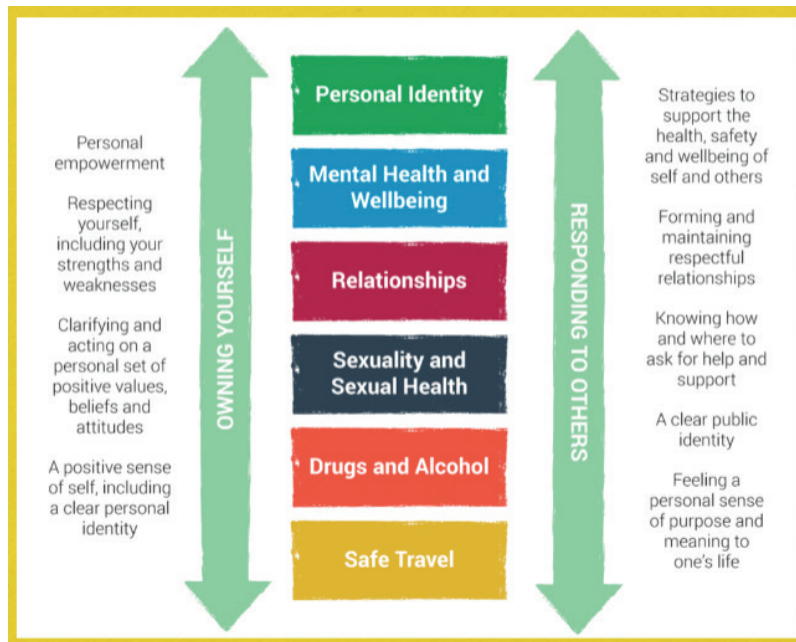 Personal
empowerment
Respecting
yourself,
including your
strengths and
weaknesses
Clarifying and
acting on a
personal set of
positive values,
beliefs and
attitudes
A positive sense
of self, including
a clear personal
identity
OWNING YOURSELF
Personal Identity
Mental Health and
Wellbeing
Relationships
Sexuality and
Sexual Health
Drugs and Alcohol
Safe Travel
RESPONDING TO OTHERS
Strategies to
support the
health, safety
and wellbeing of
self and others
Forming and
maintaining
respectful
relationships
Knowing how
and where to
ask for help and
support
A clear public
identity
Feeling a
personal sense
of purpose and
meaning to
one's life